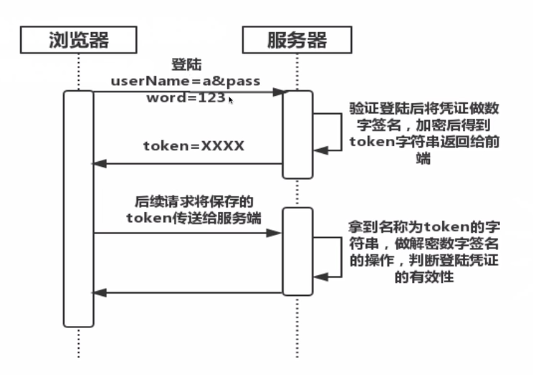 浏览器
服务器
登陆
userName=a&pass
word=123
验证登陆后将凭证做数
字签名，加密后得到
token字符串返回给前
端
token=XXXX
后续请求将保存的
token传送给服务端
拿到名称为token的字
符串，做解密数字签名
的操作，判断登陆凭证
的有效性